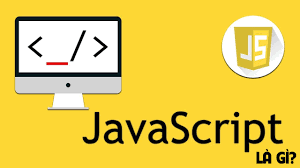 <_/>
JS
JavaScript
LÀ GÌ?